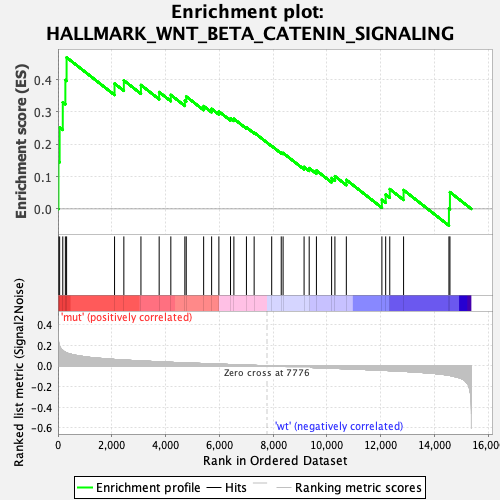 Enrichment plot:
HALLMARK_WNT_BETA_CATENIN_SIGNALING
Enrichment score (ES)
0.4
0.3
0.2
0.1
0.0
'mut' (positively correlated)
Ranked list metric (Signal2Noise)
0.4
0.2
0.0
-0.2
-0.4
-0.6
Zero cross at 7776
'wt' (negatively correlated)
0 2,000 4,000 6,000 8,000 10,000 12,000 14,000 16,000
Rank in Ordered Dataset
Enrichment profile Hits Ranking metric scores